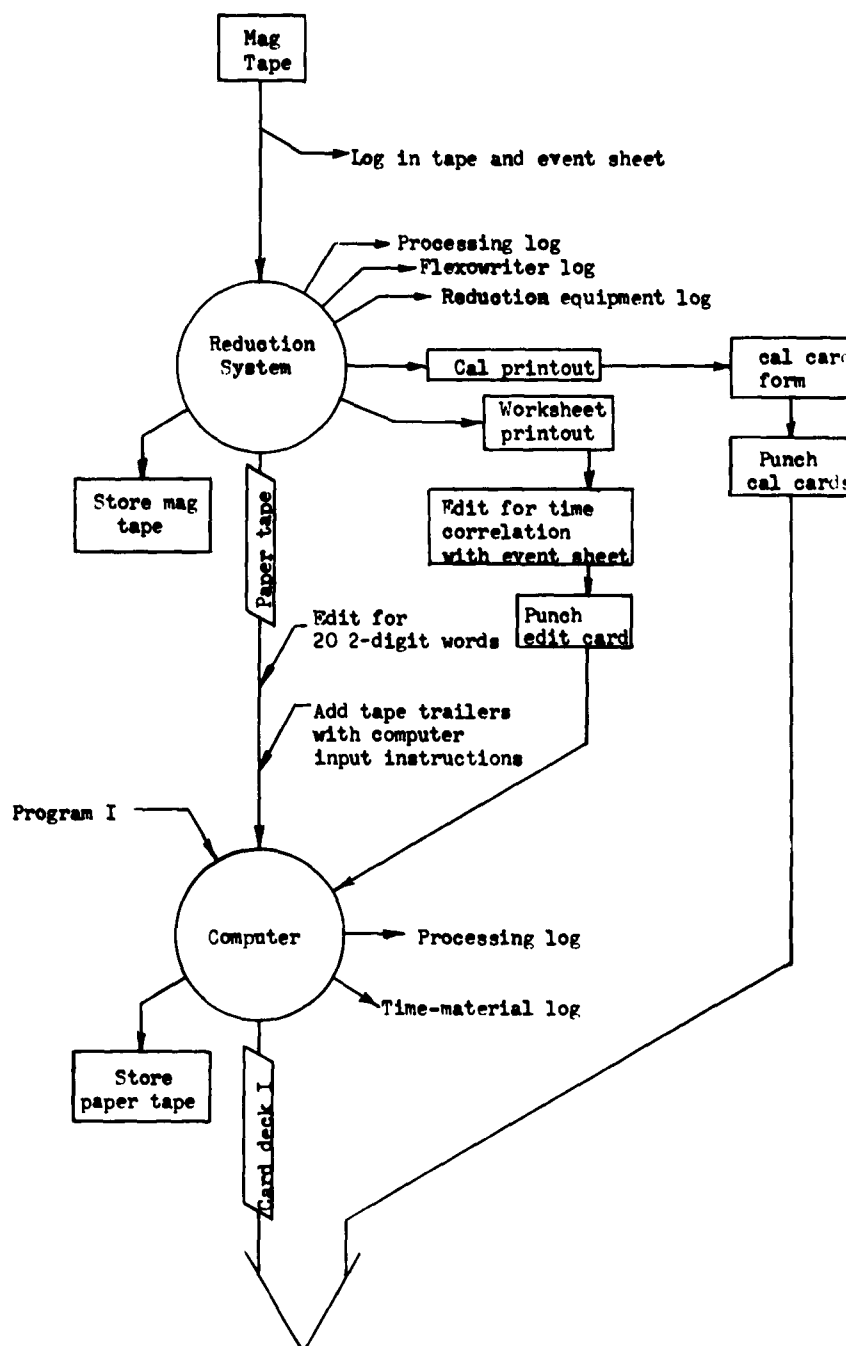 Mag
Tape
Log in tape and event sheet
Processing log
Flexowriter log
Reduction equipment log
Reduction
System
Cal printout
cal card
form
Worksheet
printout
Punch
cal cards
Store mag
tape
Paper tape
Edit for time
correlation
with event sheet
Punch
edit card
Edit for
20 2-digit words
Add tape trailers
with computer
input instructions
Program I
Computer
Processing log
Time-material log
Store
paper tape
Card deck I